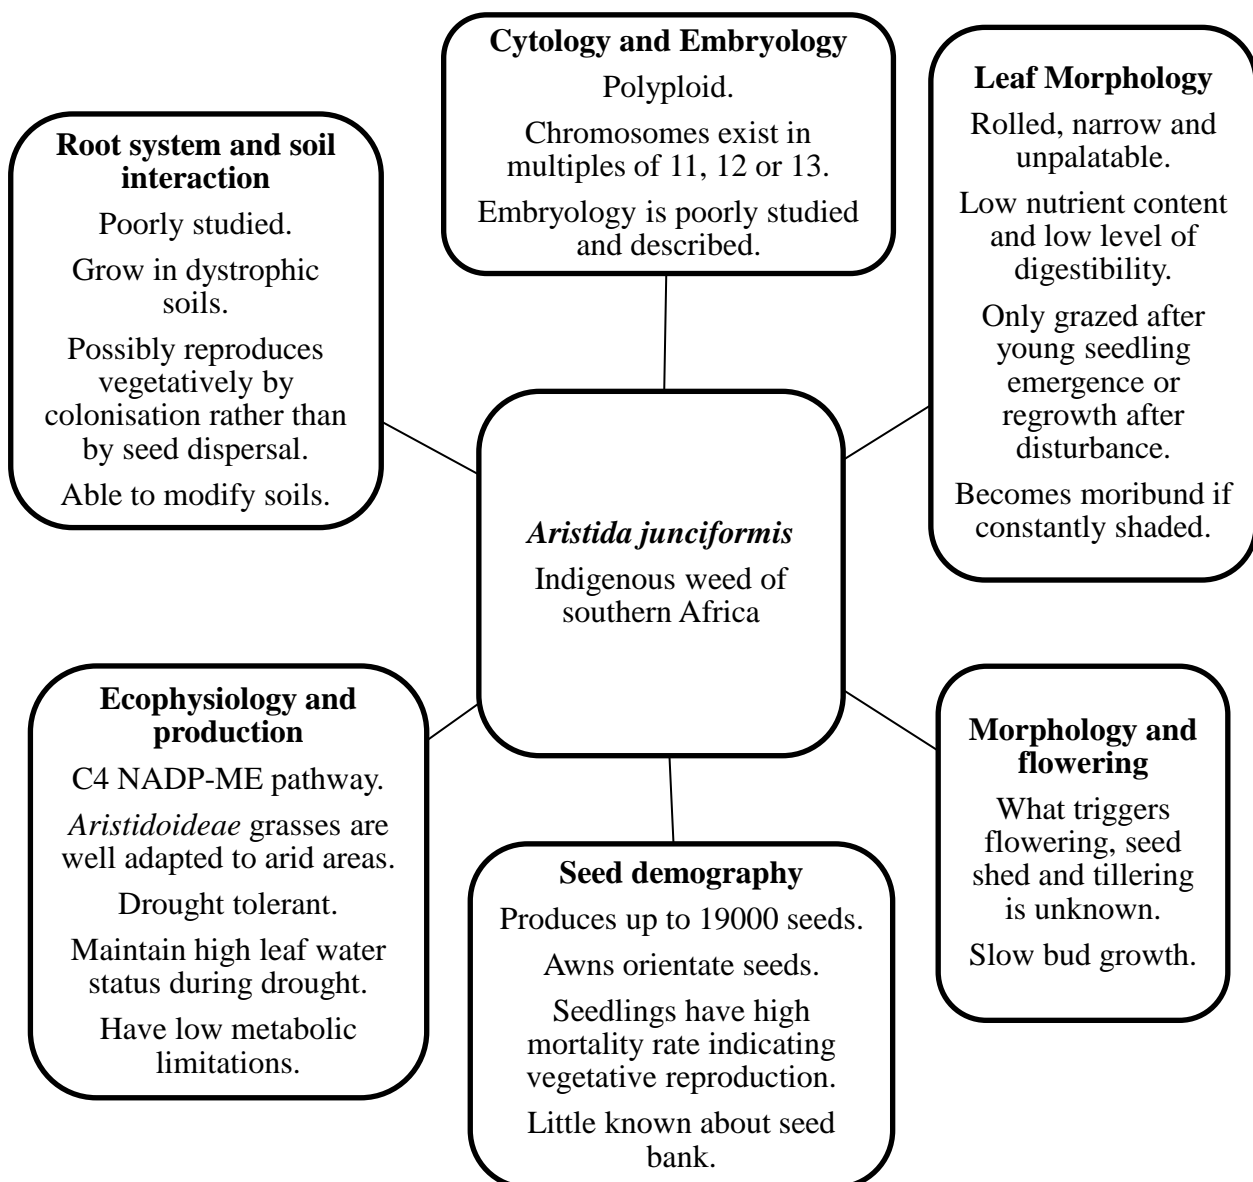 Cytology and Embryology
Polyploid.
Chromosomes exist in
multiples of 11, 12 or 13.
Embryology is poorly studied
and described.
Leaf Morphology
Rolled, narrow and
unpalatable.
Low nutrient content
and low level of
digestibility.
Only grazed after
young seedling
emergence or
regrowth after
disturbance.
Becomes moribund if
constantly shaded.
Root system and soil
interaction
Poorly studied.
Grow in dystrophic
soils.
Possibly reproduces
vegetatively by
colonisation rather than
by seed dispersal.
Able to modify soils.
Aristida junciformis
Indigenous weed of
southern Africa
Ecophysiology and
production
C4 NADP-ME pathway.
Aristidoideae grasses are
well adapted to arid areas.
Drought tolerant.
Maintain high leaf water
status during drought.
Have low metabolic
limitations.
Morphology and
flowering
What triggers
flowering, seed
shed and tillering
is unknown.
Slow bud growth.
Seed demography
Produces up to 19000 seeds.
Awns orientate seeds.
Seedlings have high
mortality rate indicating
vegetative reproduction.
Little known about seed
bank.